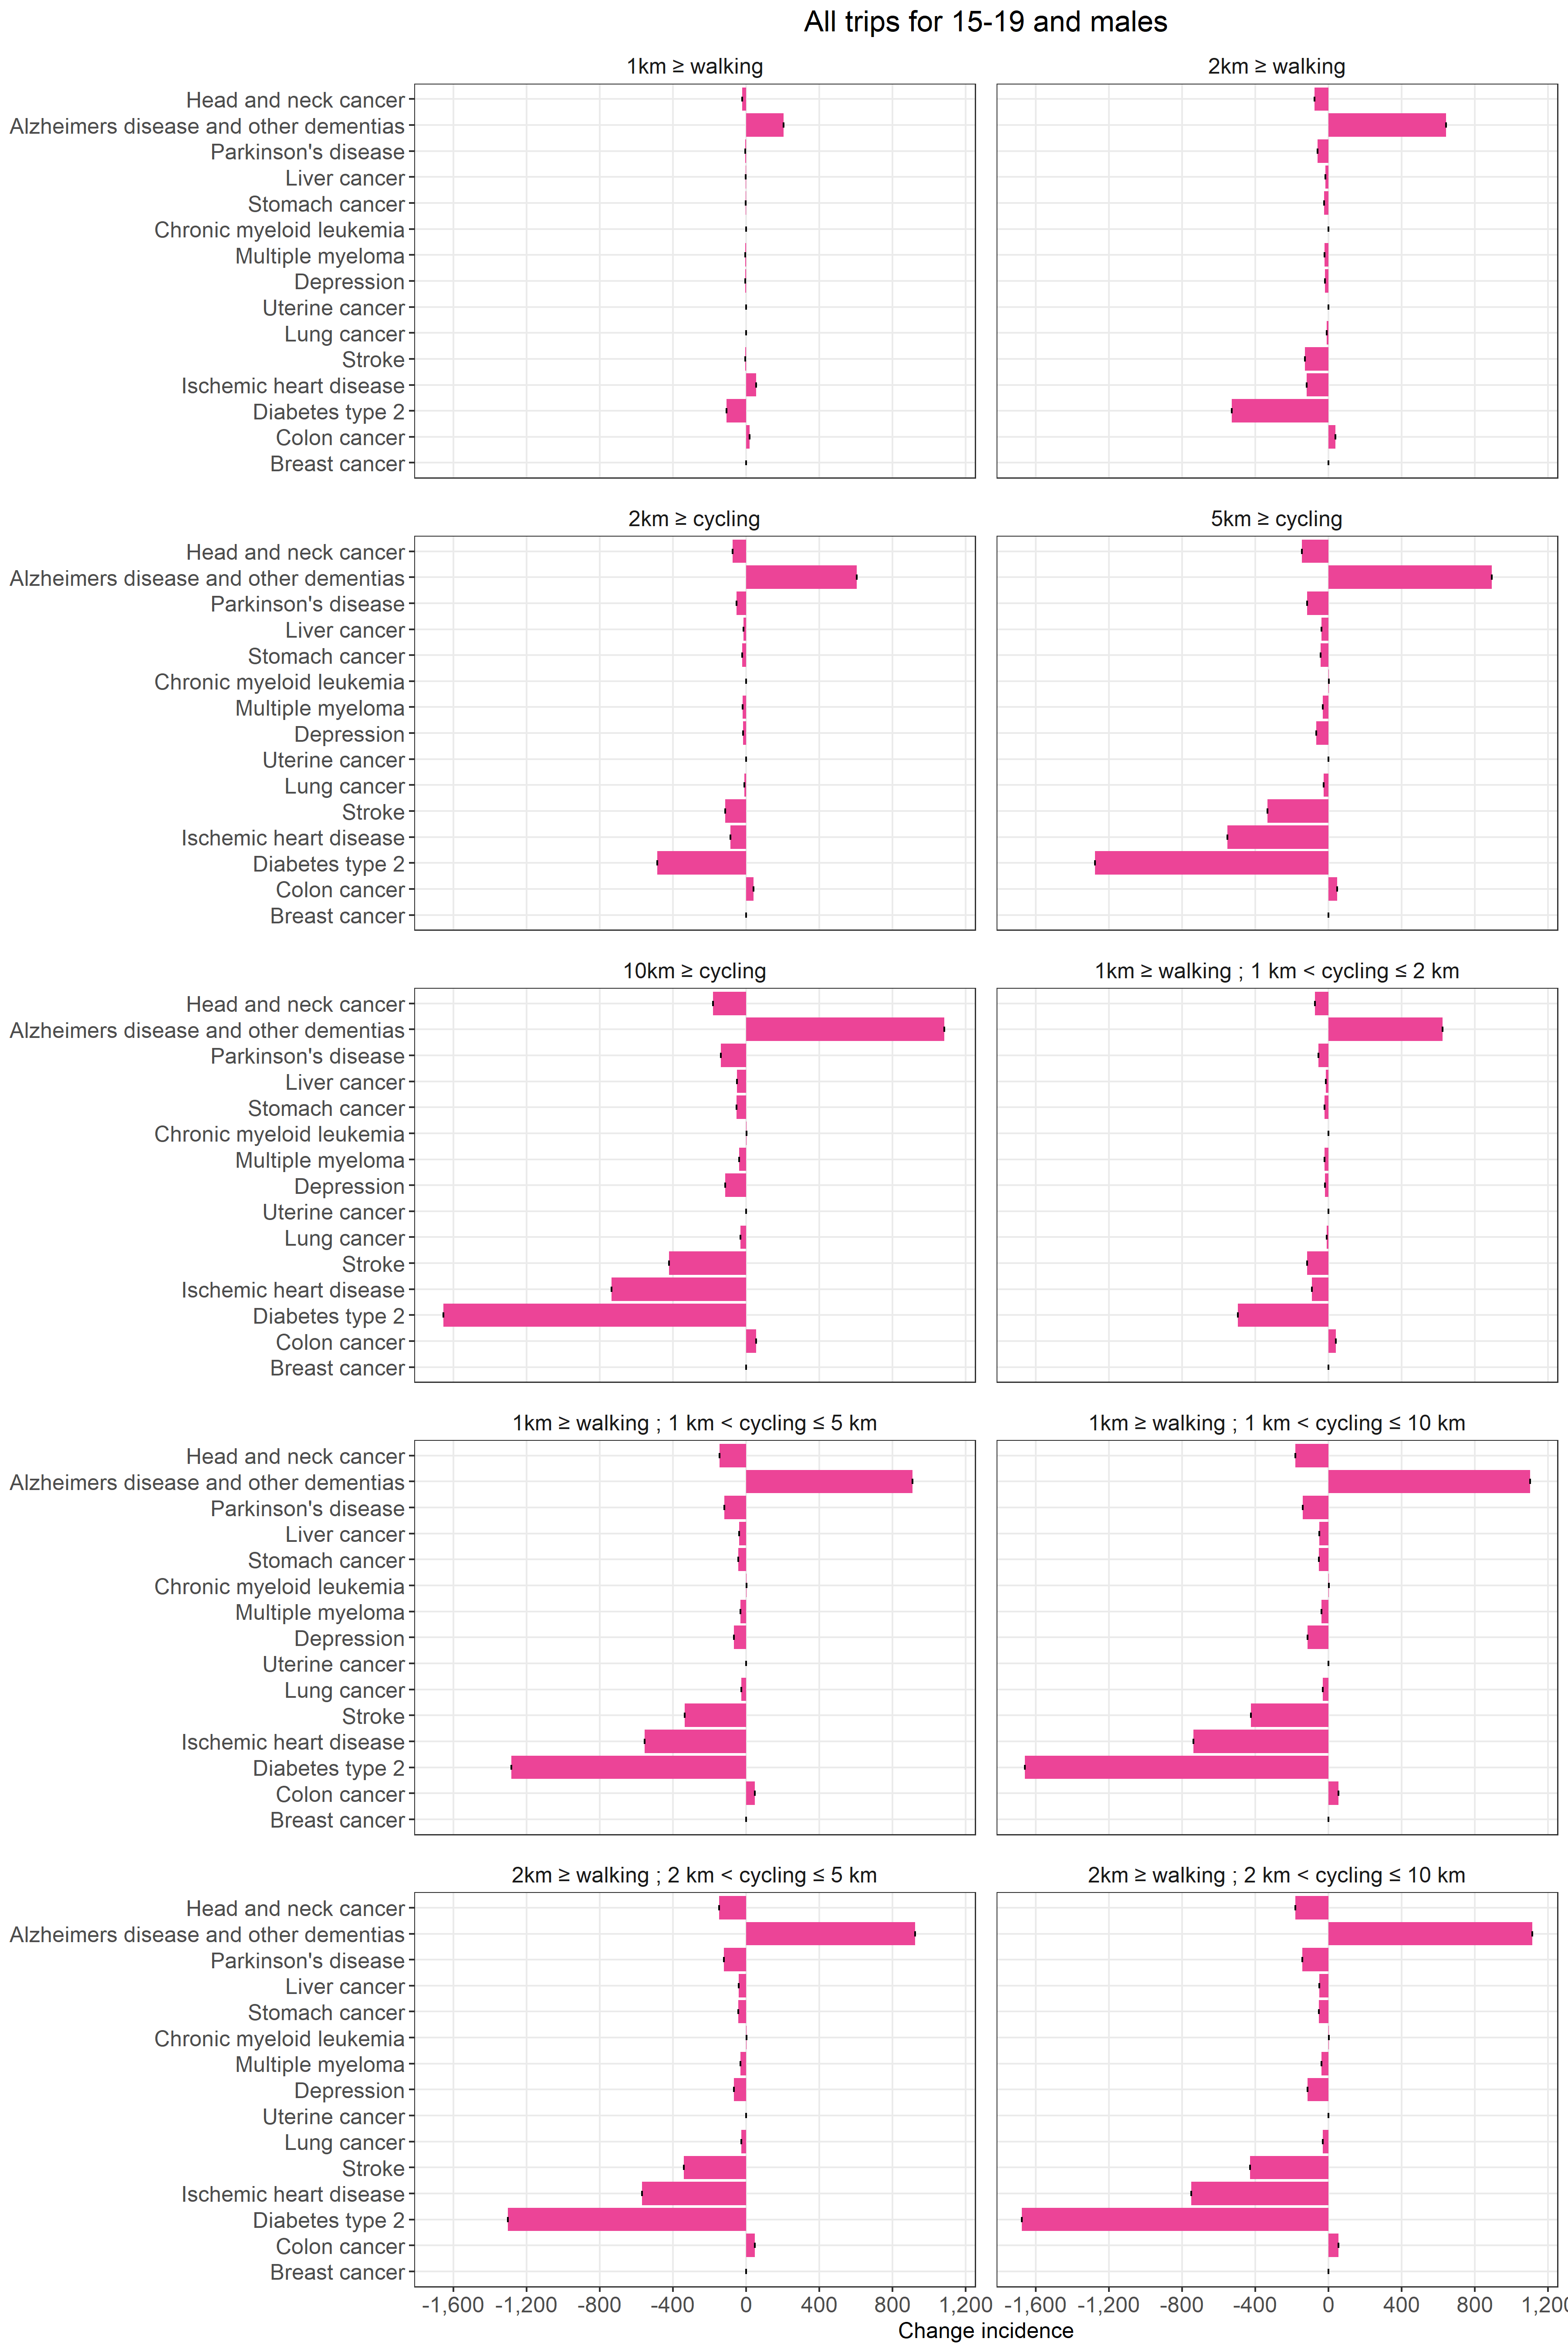 All trips for 15-19 and males
1km ≥ walking
2km ≥ walking
Head and neck cancer
Alzheimers disease and other dementias
Parkinson's disease
Liver cancer
Stomach cancer
Chronic myeloid leukemia
Multiple myeloma
Depression
Uterine cancer
Lung cancer
Stroke
Ischemic heart disease
Diabetes type 2
Colon cancer
Breast cancer
2km ≥ cycling
5km ≥ cycling
Head and neck cancer
Alzheimers disease and other dementias
Parkinson's disease
Liver cancer
Stomach cancer
Chronic myeloid leukemia
Multiple myeloma
Depression
Uterine cancer
Lung cancer
Stroke
Ischemic heart disease
Diabetes type 2
Colon cancer
Breast cancer
10km ≥ cycling
1km ≥ walking ; 1 km < cycling ≤ 2 km
Head and neck cancer
Alzheimers disease and other dementias
Parkinson's disease
Liver cancer
Stomach cancer
Chronic myeloid leukemia
Multiple myeloma
Depression
Uterine cancer
Lung cancer
Stroke
Ischemic heart disease
Diabetes type 2
Colon cancer
Breast cancer
1km ≥ walking ; 1 km < cycling ≤ 5 km
1km ≥ walking ; 1 km < cycling ≤ 10 km
Head and neck cancer
Alzheimers disease and other dementias
Parkinson's disease
Liver cancer
Stomach cancer
Chronic myeloid leukemia
Multiple myeloma
Depression
Uterine cancer
Lung cancer
Stroke
Ischemic heart disease
Diabetes type 2
Colon cancer
Breast cancer
2km ≥ walking ; 2 km < cycling ≤ 5 km
2km ≥ walking ; 2 km < cycling ≤ 10 km
Head and neck cancer
Alzheimers disease and other dementias
Parkinson's disease
Liver cancer
Stomach cancer
Chronic myeloid leukemia
Multiple myeloma
Depression
Uterine cancer
Lung cancer
Stroke
Ischemic heart disease
Diabetes type 2
Colon cancer
Breast cancer
-1,600 -1,200 -800 -400 0 400 800 1,200 -1,600 -1,200 -800 -400 0 400 800 1,200
Change incidence